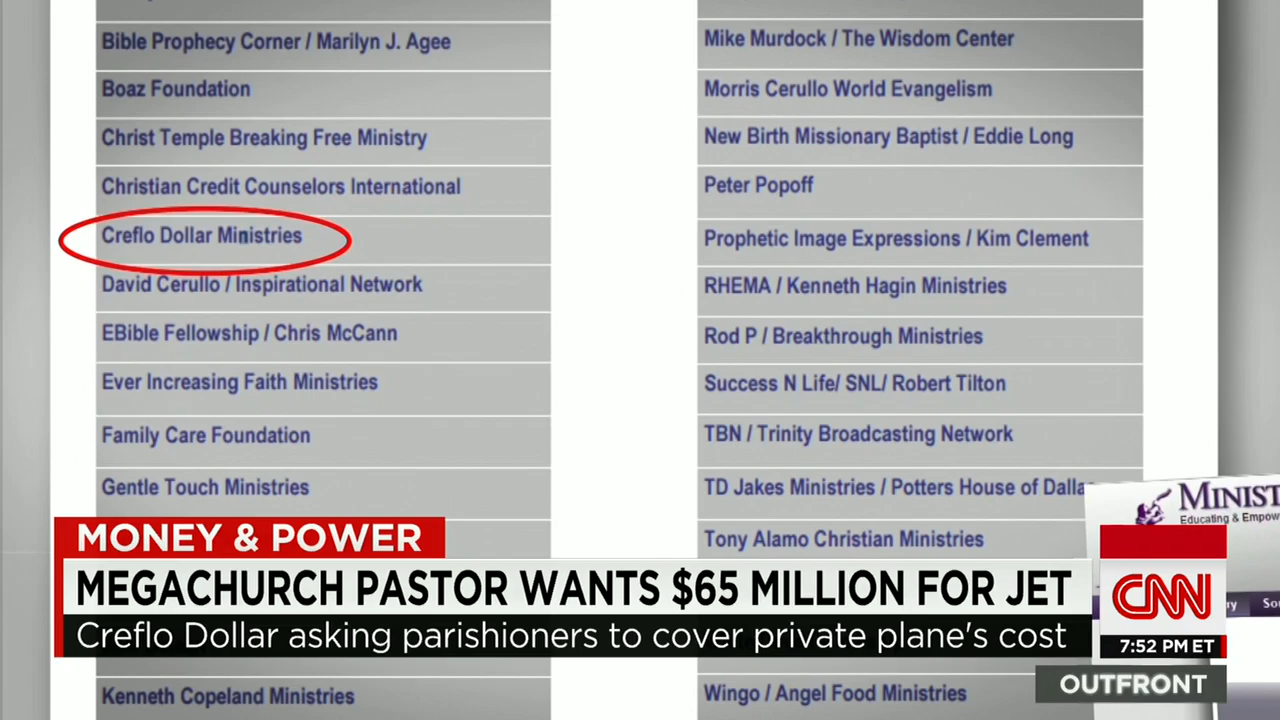 Bible Prophecy Corner / Marilyn J. Agee
Boaz Foundation
Christ Temple Breaking Free Ministry
Christian Credit Counselors International
Creflo Dollar Ministries
David Cerullo / Inspirational Network
EBible Fellowship / Chris McCann
Ever Increasing Faith Ministries
Family Care Foundation
Gentle Touch Ministries
Kenneth Copeland Ministries
Mike Murdock / The Wisdom Center
Morris Cerullo World Evangelism
New Birth Missionary Baptist / Eddie Long
Peter Popoff
Prophetic Image Expressions / Kim Clement
RHEMA / Kenneth Hagin Ministries
Rod P / Breakthrough Ministries
Success N Life/ SNL/ Robert Tilton
TBN / Trinity Broadcasting Network
TD Jakes Ministries / Potters House of Dalla
Tony Alamo Christian Ministries
Wingo / Angel Food Ministries
MINIST
Educating & Empow
MONEY & POWER
MEGACHURCH PASTOR WANTS $65 MILLION FOR JET
Creflo Dollar asking parishioners to cover private plane's cost
CNN
7:52 PM ET
OUTFRONT